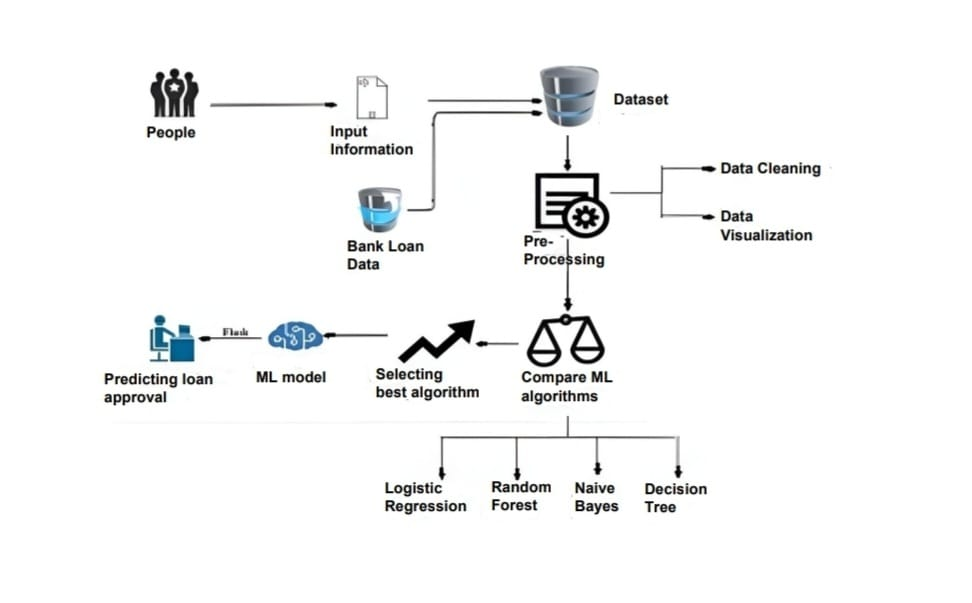 People
Input
Information
Dataset
Bank Loan
Data
Pre-
Processing
Data Cleaning
Data
Visualization
Flask
Predicting loan
approval
ML model
Selecting
best algorithm
Compare ML
algorithms
Logistic
Regression
Random
Forest
Naive
Bayes
Decision
Tree